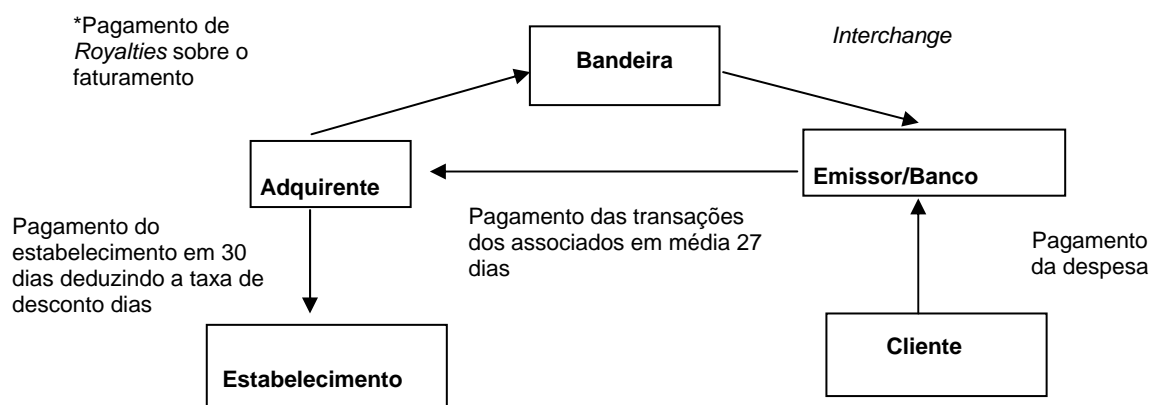 *Pagamento de
Royalties sobre o
faturamento
Bandeira
Interchange
Adquirente
Emissor/Banco
Pagamento do
estabelecimento em 30
dias deduzindo a taxa de
desconto dias
Pagamento das transações
dos associados em média 27
dias
Pagamento
da despesa
Estabelecimento
Cliente